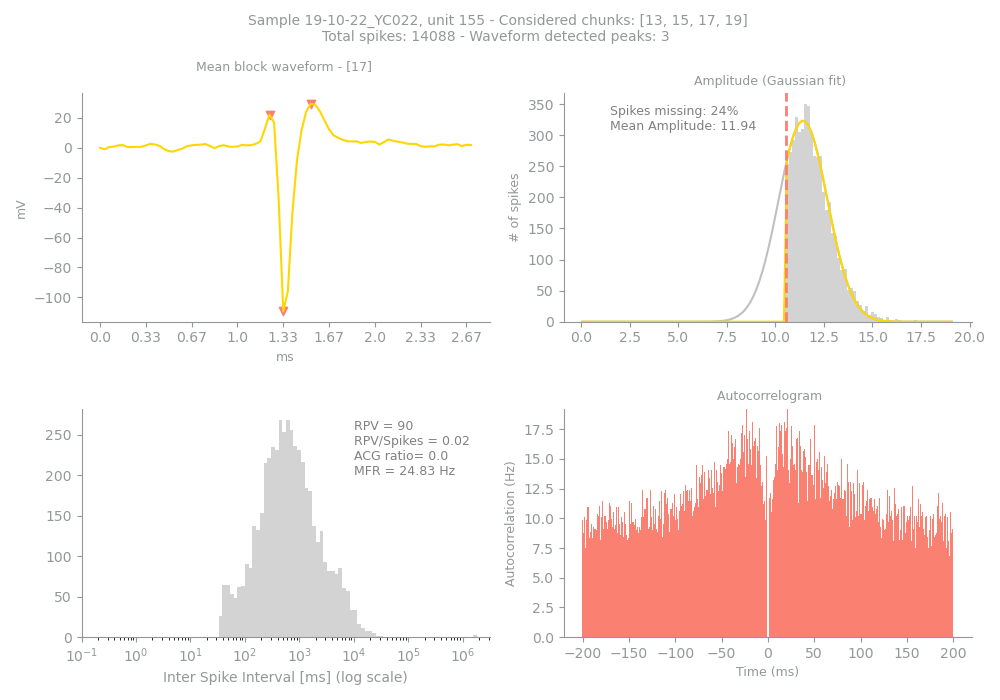 Sample 19-10-22_YC022, unit 155 - Considered chunks: [13, 15, 17, 19]
Total spikes: 14088 - Waveform detected peaks: 3
Mean block waveform - [17]
mV
20
0
−20
−40
−60
−80
−100
0.0 0.33 0.67 1.0 1.33 1.67 2.0 2.33 2.67
ms
Amplitude (Gaussian fit)
Spikes missing: 24%
Mean Amplitude: 11.94
# of spikes
350
300
250
200
150
100
50
0
0.0 2.5 5.0 7.5 10.0 12.5 15.0 17.5 20.0
RPV = 90
RPV/Spikes = 0.02
ACG ratio= 0.0
MFR = 24.83 Hz
250
200
150
100
50
0
10⁻¹ 10⁰ 10¹ 10² 10³ 10⁴ 10⁵ 10⁶
Inter Spike Interval [ms] (log scale)
Autocorrelogram
Autocorrelation (Hz)
17.5
15.0
12.5
10.0
7.5
5.0
2.5
0.0
−200 −150 −100 −50 0 50 100 150 200
Time (ms)